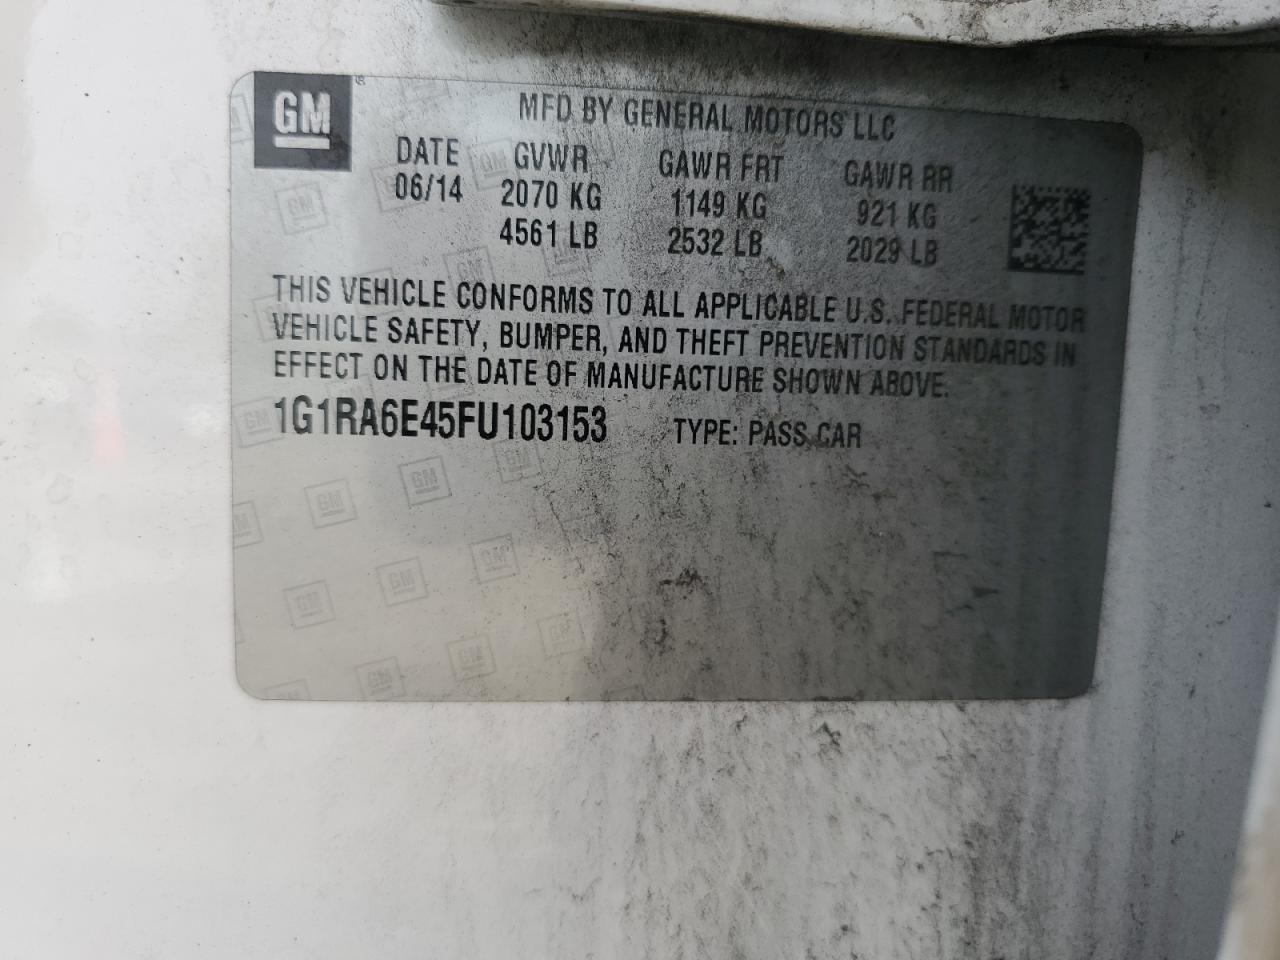 GM
MFD BY GENERAL MOTORS LLC
DATE GVWR GAWR FRT GAWR RR
06/14 2070 KG 1149 KG 921 KG
4561 LB 2532 LB 2029 LB
THIS VEHICLE CONFORMS TO ALL APPLICABLE U.S. FEDERAL MOTOR
VEHICLE SAFETY, BUMPER, AND THEFT PREVENTION STANDARDS IN
EFFECT ON THE DATE OF MANUFACTURE SHOWN ABOVE.
1G1RA6E45FU103153 TYPE: PASS CAR